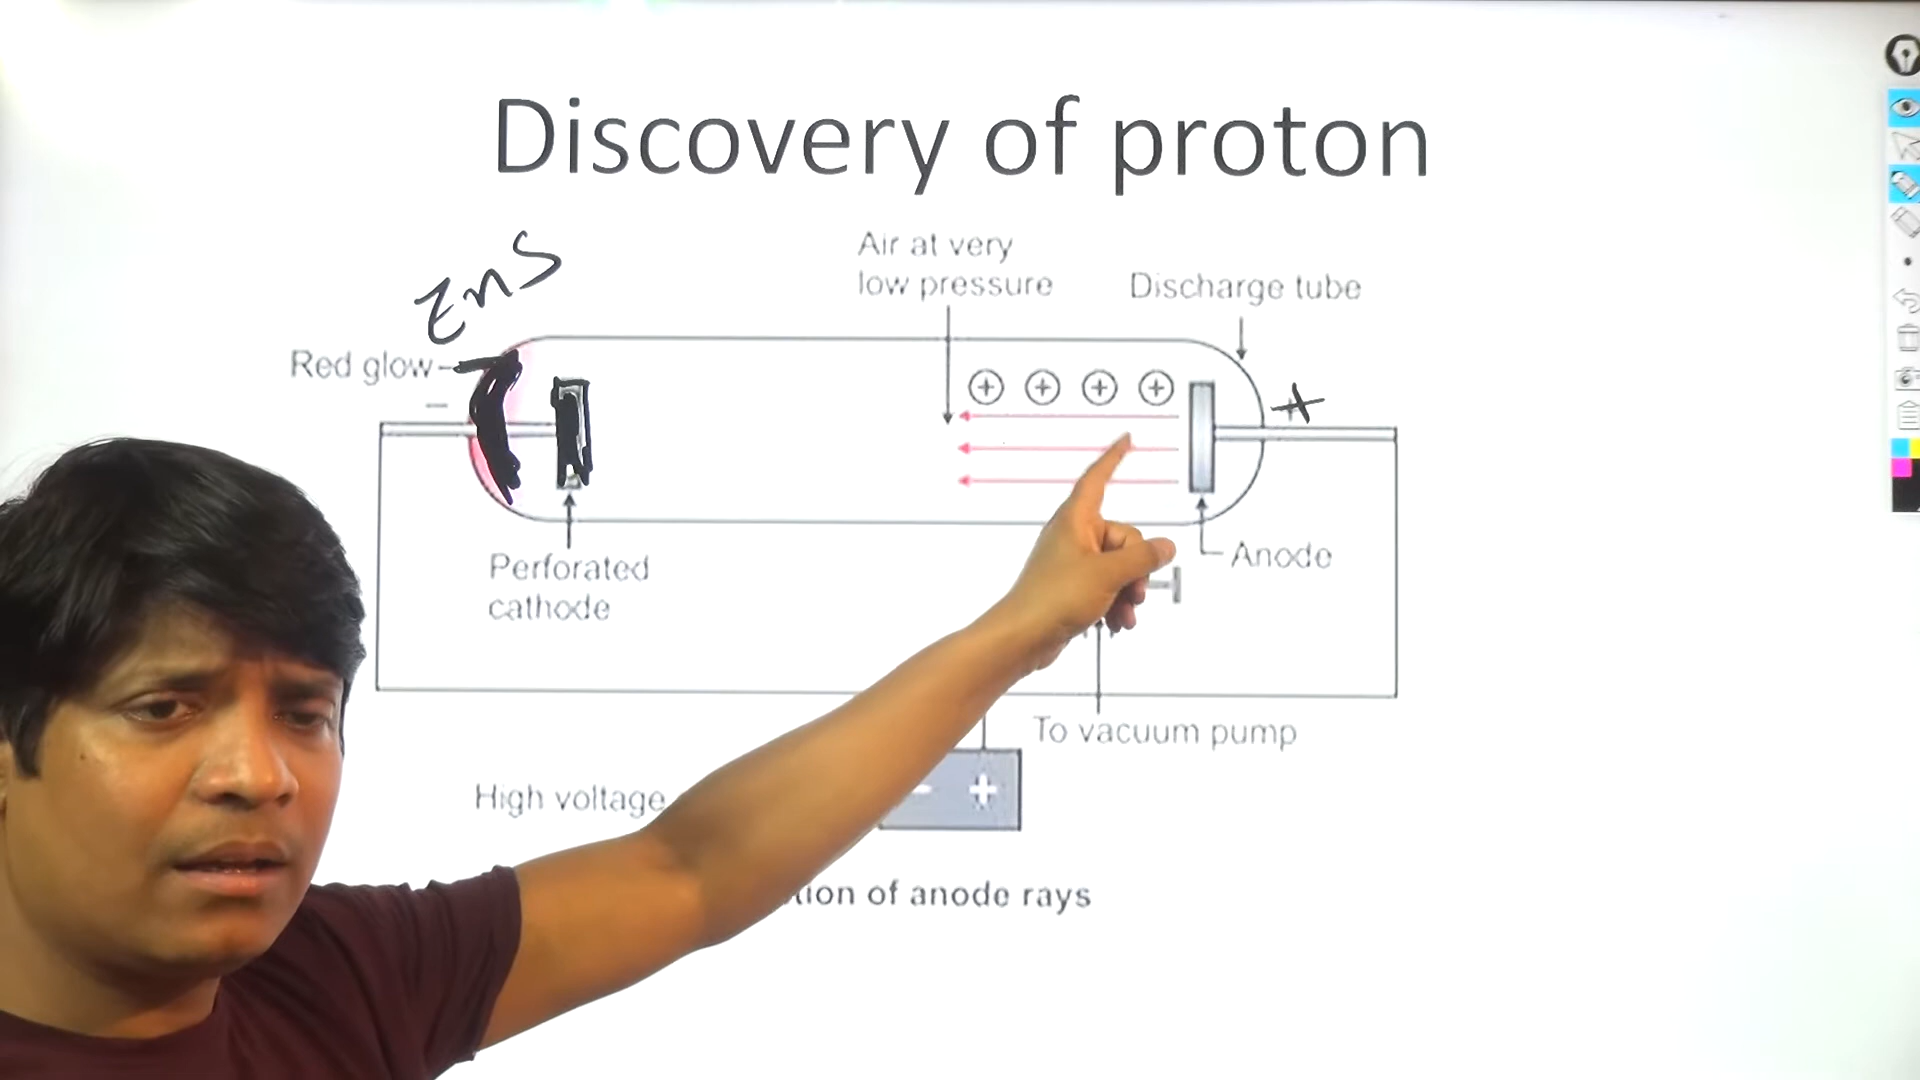 Discovery of proton
ZnS
Air at very
low pressure
Discharge tube
Red glow
−
+ + + +
+
Perforated
cathode
Anode
To vacuum pump
High voltage
− +
tion of anode rays